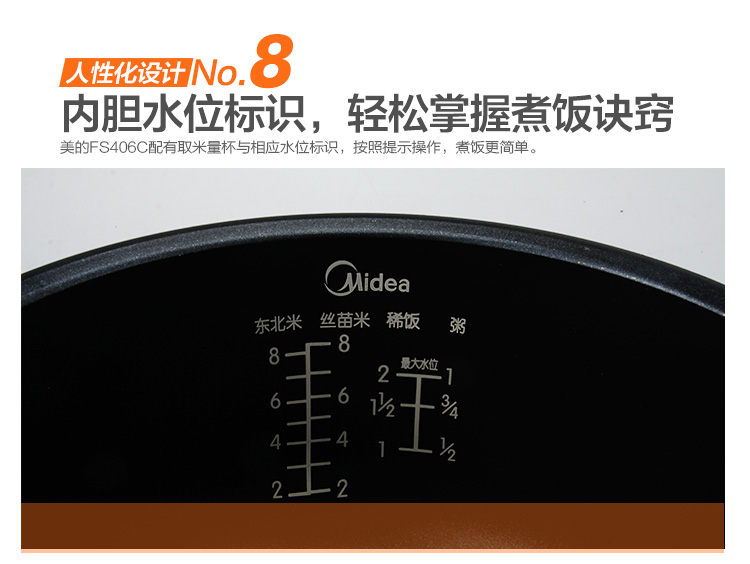 人性化设计No.8
内胆水位标识，轻松掌握煮饭诀窍
美的FS406C配有取米量杯与相应水位标识，按照提示操作，煮饭更简单。
Midea
东北米 丝苗米 稀饭 粥
8 8
最大水位
2 1
6 6
1½ ¾
4 4
1 ½
2 2